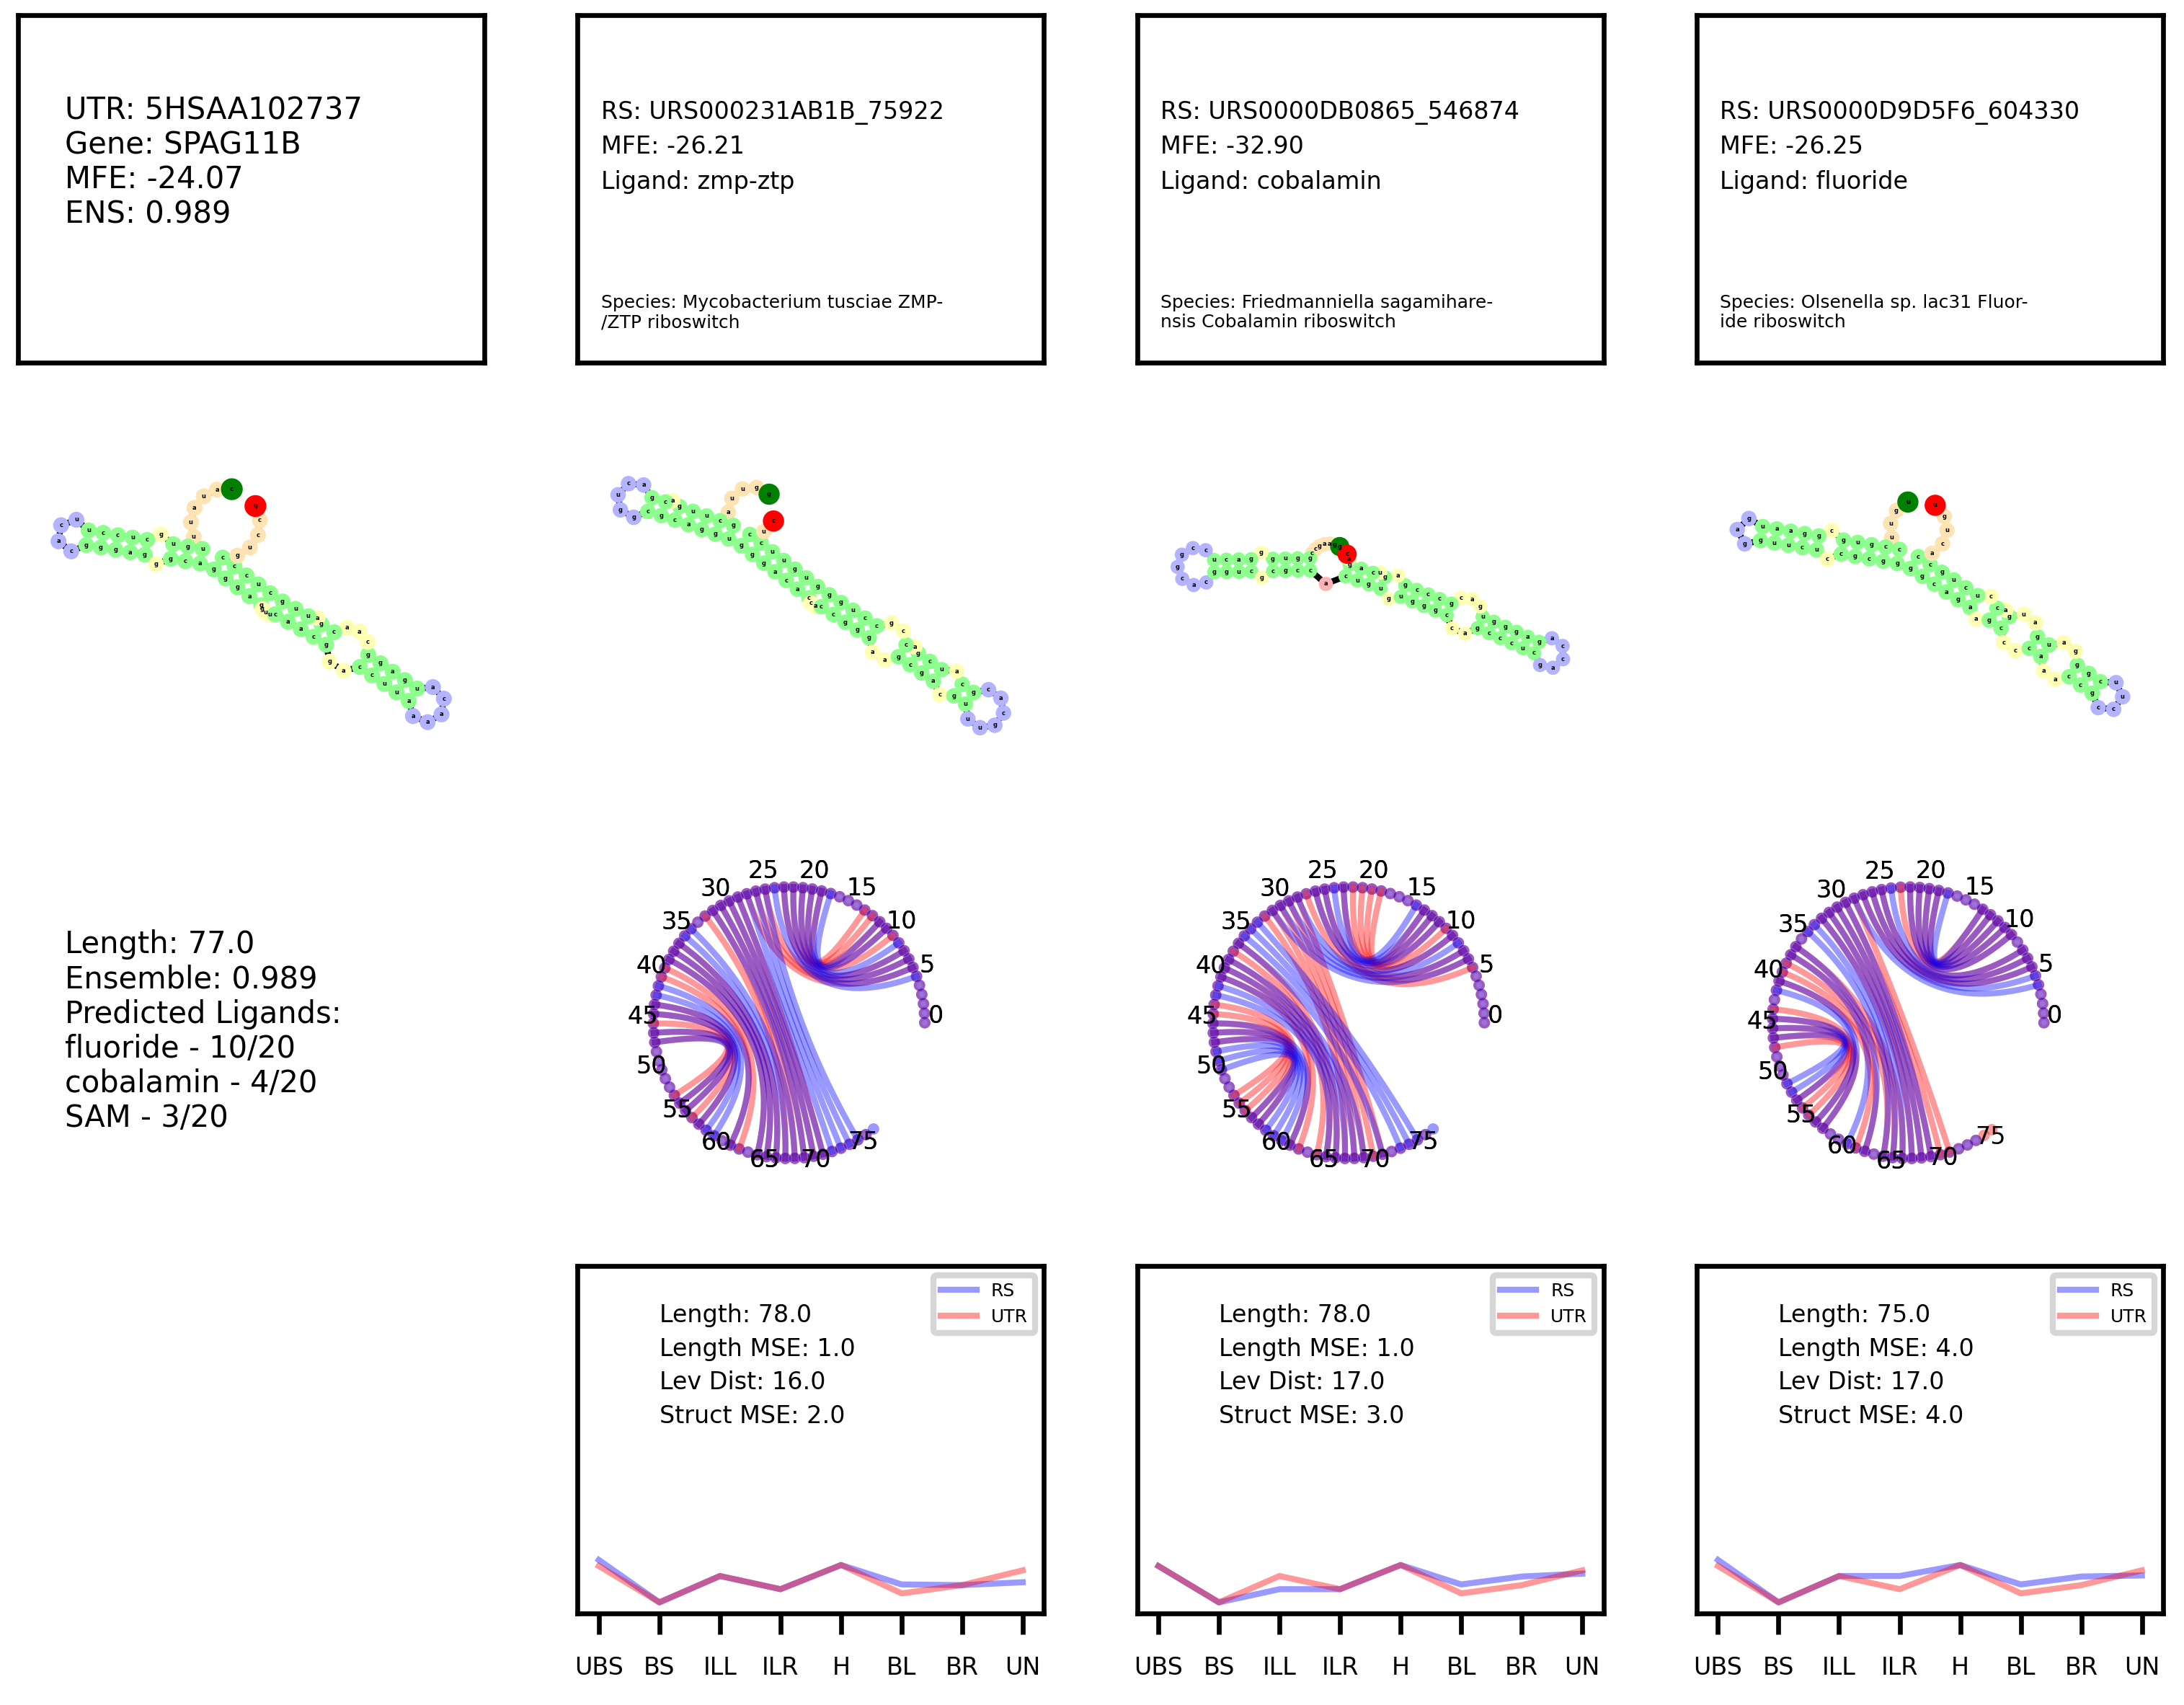 UTR: 5HSAA102737
Gene: SPAG11B
MFE: -24.07
ENS: 0.989
RS: URS000231AB1B_75922
MFE: -26.21
Ligand: zmp-ztp
Species: Mycobacterium tusciae ZMP-
/ZTP riboswitch
RS: URS0000DB0865_546874
MFE: -32.90
Ligand: cobalamin
Species: Friedmanniella sagamihare-
nsis Cobalamin riboswitch
RS: URS0000D9D5F6_604330
MFE: -26.25
Ligand: fluoride
Species: Olsenella sp. lac31 Fluor-
ide riboswitch
Length: 77.0
Ensemble: 0.989
Predicted Ligands:
fluoride - 10/20
cobalamin - 4/20
SAM - 3/20
0
5
10
15
20
25
30
35
40
45
50
55
60
65
70
75
0
5
10
15
20
25
30
35
40
45
50
55
60
65
70
75
0
5
10
15
20
25
30
35
40
45
50
55
60
65
70
75
RS
UTR
Length: 78.0
Length MSE: 1.0
Lev Dist: 16.0
Struct MSE: 2.0
UBS BS ILL ILR H BL BR UN
RS
UTR
Length: 78.0
Length MSE: 1.0
Lev Dist: 17.0
Struct MSE: 3.0
UBS BS ILL ILR H BL BR UN
RS
UTR
Length: 75.0
Length MSE: 4.0
Lev Dist: 17.0
Struct MSE: 4.0
UBS BS ILL ILR H BL BR UN